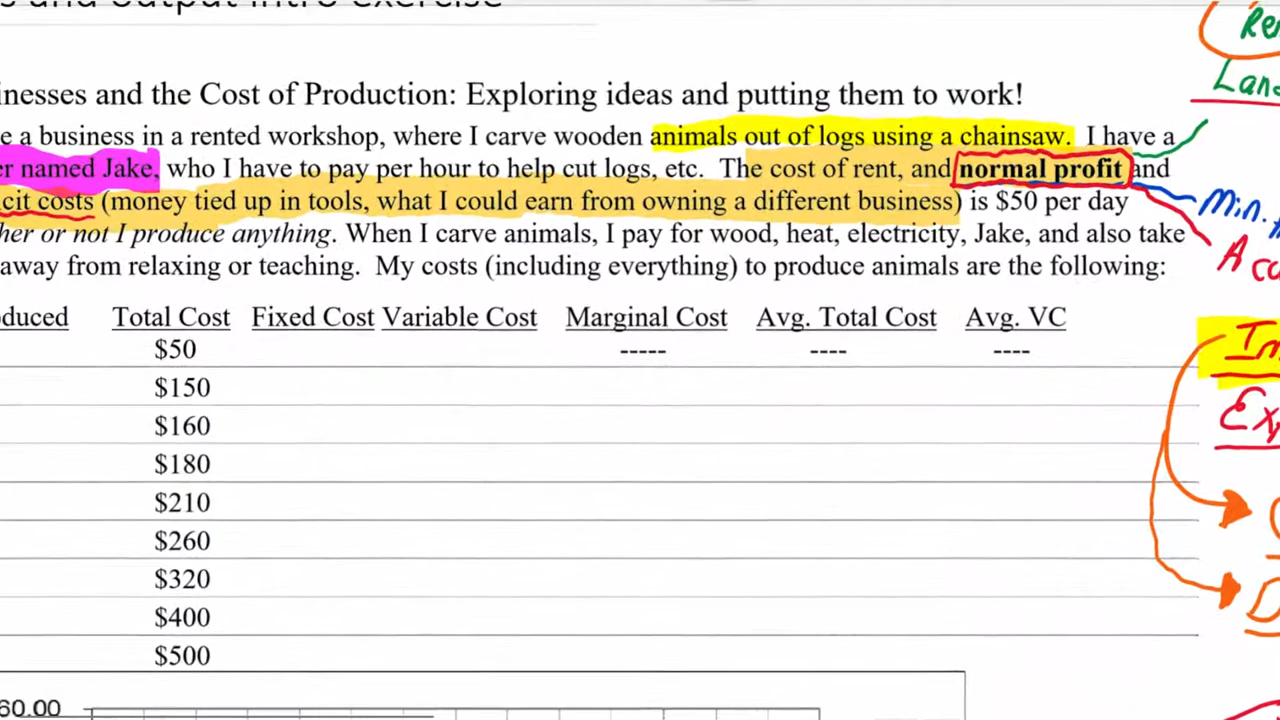 s and output intro exercise
Ren
Land
inesses and the Cost of Production: Exploring ideas and putting them to work!
e a business in a rented workshop, where I carve wooden animals out of logs using a chainsaw. I have a
er named Jake, who I have to pay per hour to help cut logs, etc. The cost of rent, and normal profit and
cit costs (money tied up in tools, what I could earn from owning a different business) is $50 per day
her or not I produce anything. When I carve animals, I pay for wood, heat, electricity, Jake, and also take
away from relaxing or teaching. My costs (including everything) to produce animals are the following:
Min.
A
duced Total Cost Fixed Cost Variable Cost Marginal Cost Avg. Total Cost Avg. VC
$50 ----- ---- ----
$150
$160
$180
$210
$260
$320
$400
$500
Im
Exp
60.00